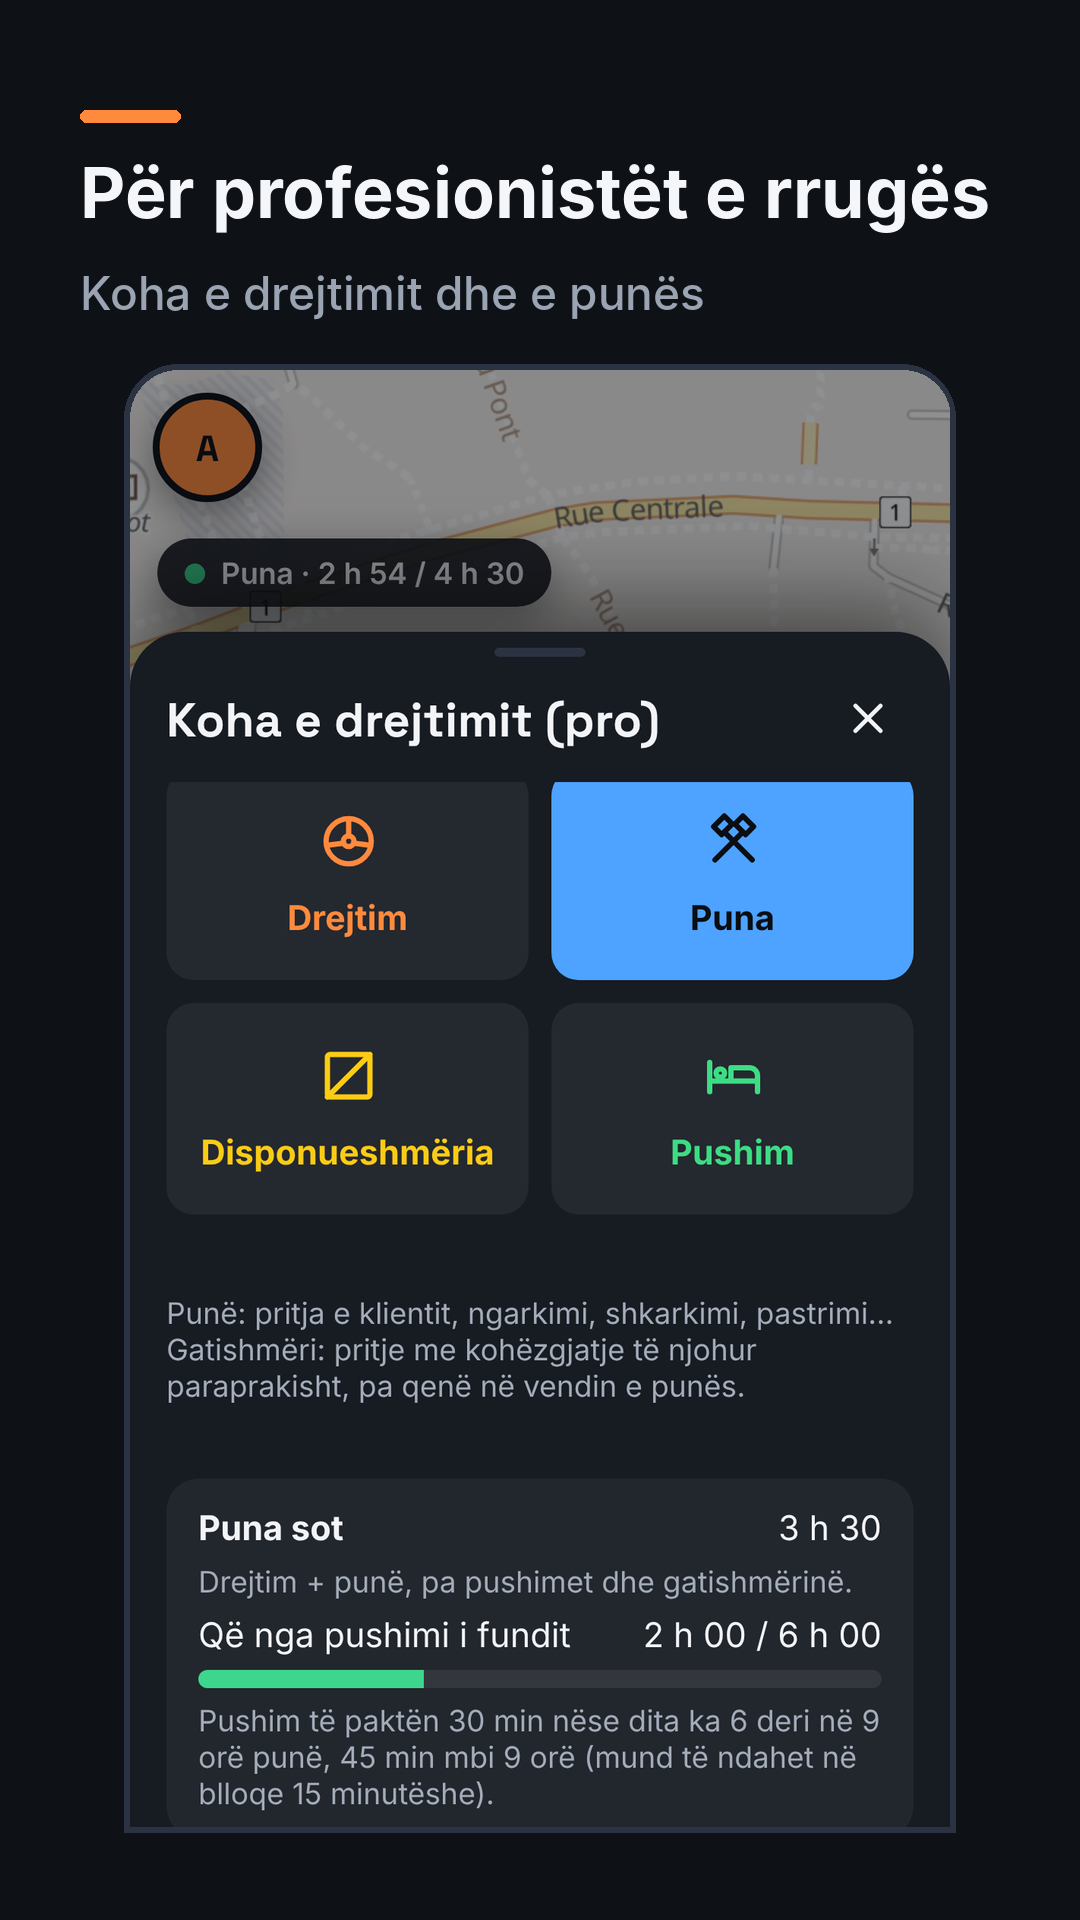 Për profesionistët e rrugës
Koha e drejtimit dhe e punës
Pont
A
Rue Centrale
1
ot
Puna · 2 h 54 / 4 h 30
1
Rue
Koha e drejtimit (pro)
Drejtim
Puna
Disponueshmëria
Pushim
Punë: pritja e klientit, ngarkimi, shkarkimi, pastrimi...
Gatishmëri: pritje me kohëzgjatje të njohur
paraprakisht, pa qenë në vendin e punës.
Puna sot
3 h 30
Drejtim + punë, pa pushimet dhe gatishmërinë.
Që nga pushimi i fundit
2 h 00 / 6 h 00
Pushim të paktën 30 min nëse dita ka 6 deri në 9
orë punë, 45 min mbi 9 orë (mund të ndahet në
blloqe 15 minutëshe).